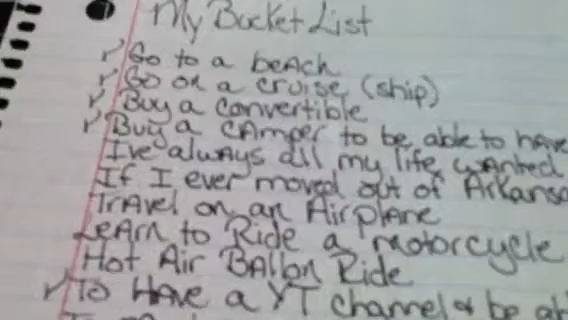 My Bucket List
✓ Go to a beach
✓ Go on a cruise (ship)
✓ Buy a convertible
✓ Buy a camper to be able to have
I've always all my life wanted
If I ever moved out of Arkansa
Travel on an Airplane
Learn to Ride a motorcycle
Hot Air Ballon Ride
✓ To Have a YT channel & be ab